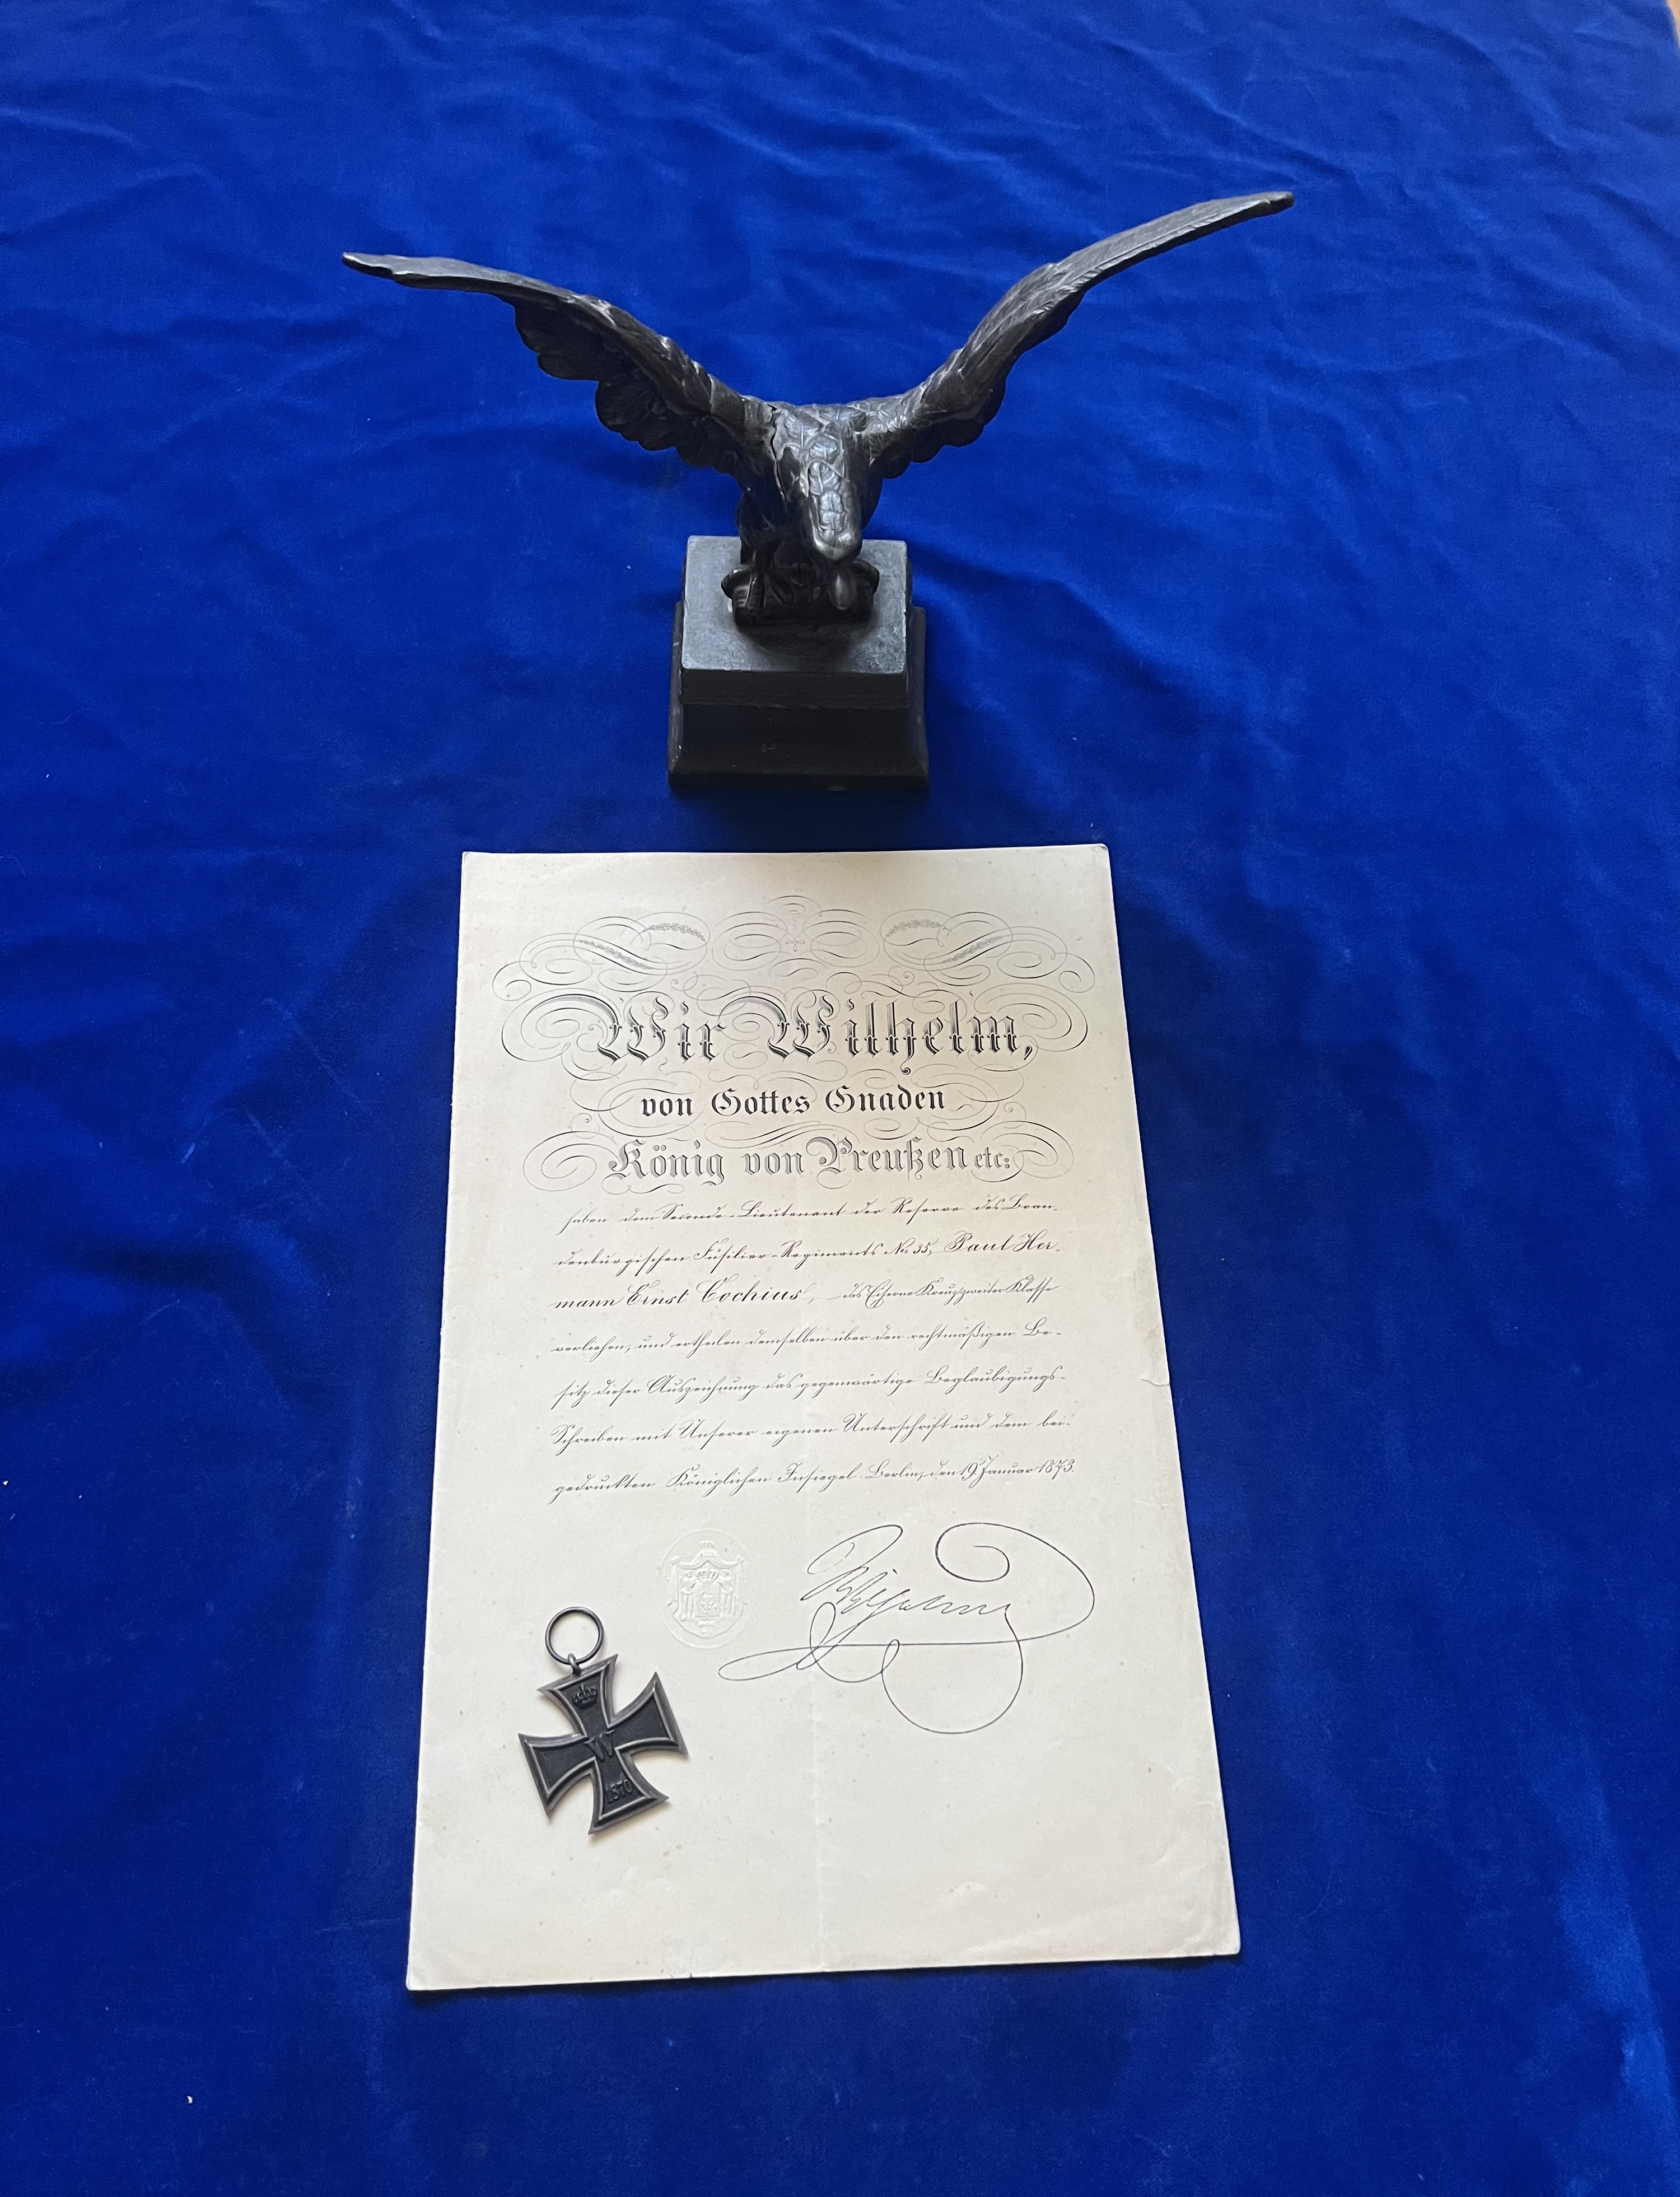 Wir Wilhelm,
von Gottes Gnaden
König von Preußen etc:
haben dem Seconde-Lieutenant der Reserve des Bran-
denburgischen Füsilier-Regiments No. 35, Paul Her-
mann Ernst Cochius, das Eiserne Kreuz zweiter Klasse
verliehen, und ertheilen demselben über den rechtmäßigen Be-
sitz dieser Auszeichnung das gegenwärtige Beglaubigungs-
Schreiben mit Unserer eigenen Unterschrift und dem bei-
gedruckten Königlichen Insiegel. Berlin, den 19. Januar 1873.
Wilhelm
W
1870